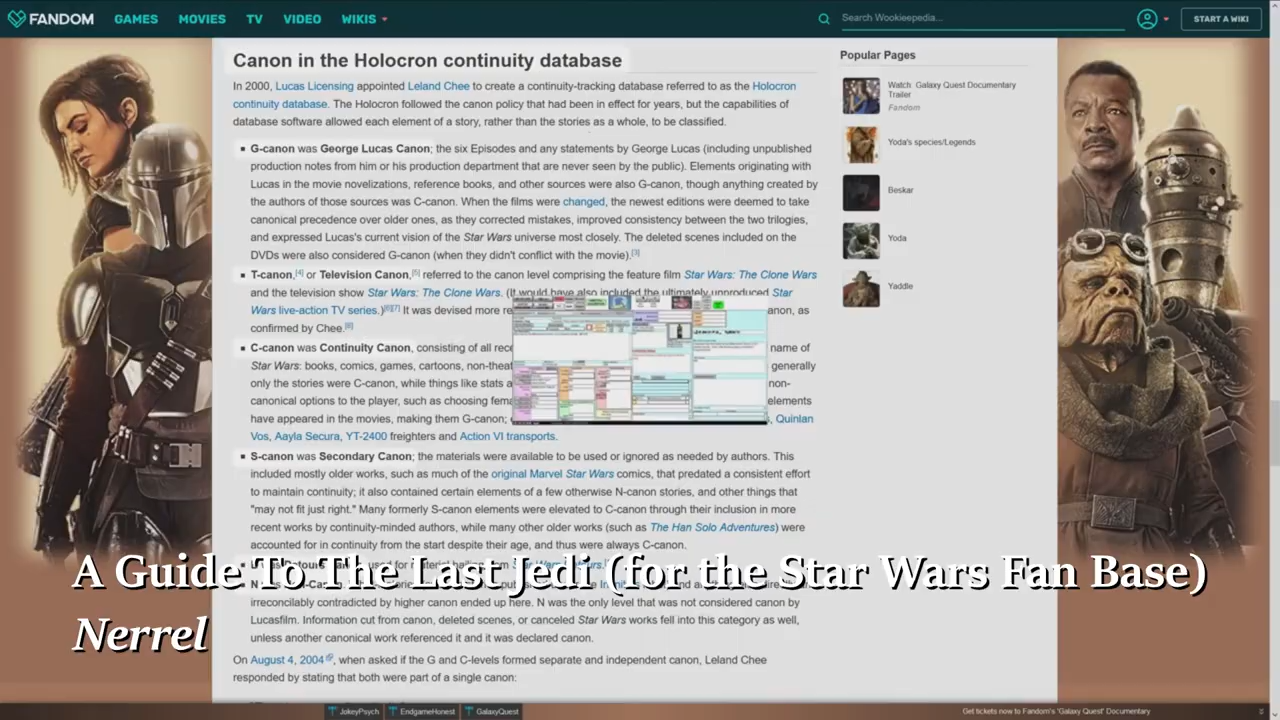 FANDOM GAMES MOVIES TV VIDEO WIKIS Search Wookieepedia... START A WIKI
Canon in the Holocron continuity database
In 2000, Lucas Licensing appointed Leland Chee to create a continuity-tracking database referred to as the Holocron
continuity database. The Holocron followed the canon policy that had been in effect for years, but the capabilities of
database software allowed each element of a story, rather than the stories as a whole, to be classified.
G-canon was George Lucas Canon; the six Episodes and any statements by George Lucas (including unpublished
production notes from him or his production department that are never seen by the public). Elements originating with
Lucas in the movie novelizations, reference books, and other sources were also G-canon, though anything created by
the authors of those sources was C-canon. When the films were changed, the newest editions were deemed to take
canonical precedence over older ones, as they corrected mistakes, improved consistency between the two trilogies,
and expressed Lucas's current vision of the Star Wars universe most closely. The deleted scenes included on the
DVDs were also considered G-canon (when they didn't conflict with the movie).[3]
T-canon,[4] or Television Canon,[5] referred to the canon level comprising the feature film Star Wars: The Clone Wars
and the television show Star Wars: The Clone Wars. (It would have also included the ultimately unproduced Star
Wars live-action TV series.)[6][7] It was devised more re anon, as
confirmed by Chee.[8]
C-canon was Continuity Canon, consisting of all rece name of
Star Wars: books, comics, games, cartoons, non-theat generally
only the stories were C-canon, while things like stats a non-
canonical options to the player, such as choosing fema elements
have appeared in the movies, making them G-canon; , Quinlan
Vos, Aayla Secura, YT-2400 freighters and Action VI transports.
S-canon was Secondary Canon; the materials were available to be used or ignored as needed by authors. This
included mostly older works, such as much of the original Marvel Star Wars comics, that predated a consistent effort
to maintain continuity; it also contained certain elements of a few otherwise N-canon stories, and other things that
"may not fit just right." Many formerly S-canon elements were elevated to C-canon through their inclusion in more
recent works by continuity-minded authors, while many other older works (such as The Han Solo Adventures) were
accounted for in continuity from the start despite their age, and thus were always C-canon.
A Guide To The Last Jedi (for the Star Wars Fan Base)
irreconcilably contradicted by higher canon ended up here. N was the only level that was not considered canon by
Lucasfilm. Information cut from canon, deleted scenes, or canceled Star Wars works fell into this category as well,
Nerrel
unless another canonical work referenced it and it was declared canon.
On August 4, 2004, when asked if the G and C-levels formed separate and independent canon, Leland Chee
responded by stating that both were part of a single canon:
Popular Pages
Watch: Galaxy Quest Documentary
Trailer
Fandom
Yoda's species/Legends
Beskar
Yoda
Yaddle
JokeyPsych EndgameHonest GalaxyQuest Get tickets now to Fandom's 'Galaxy Quest' Documentary